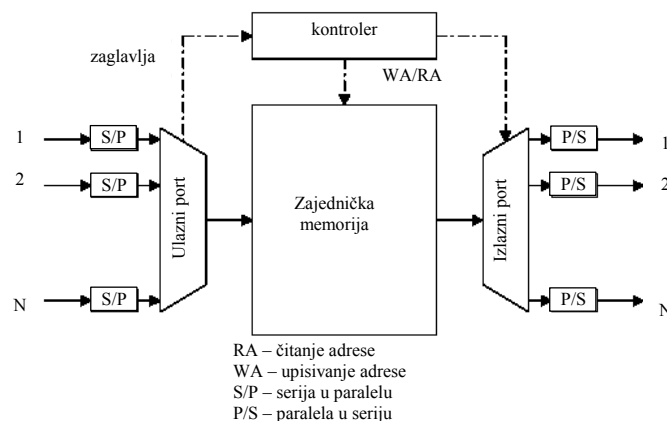 kontroler
zaglavlja
WA/RA
1 S/P P/S 1
2 S/P P/S 2
Ulazni port
Zajednička
memorija
Izlazni port
N S/P P/S N
RA – čitanje adrese
WA – upisivanje adrese
S/P – serija u paralelu
P/S – paralela u seriju